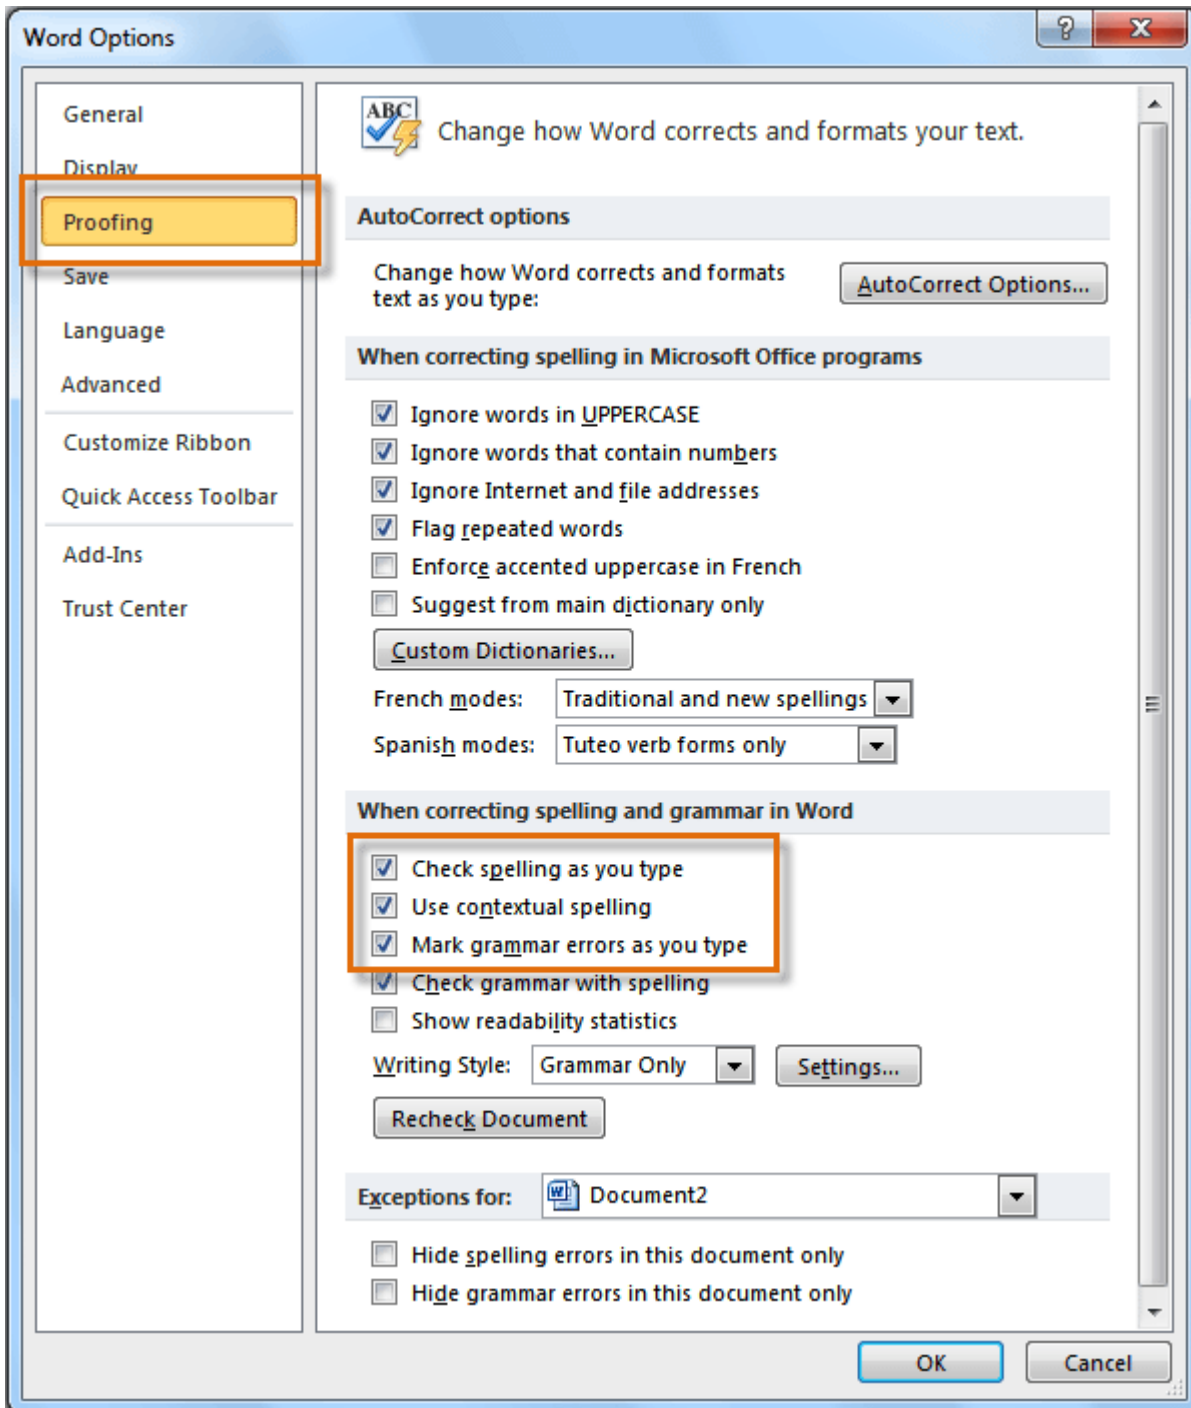 Word Options
General
Display
Proofing
Save
Language
Advanced
Customize Ribbon
Quick Access Toolbar
Add-Ins
Trust Center
ABC
Change how Word corrects and formats your text.
AutoCorrect options
Change how Word corrects and formats
text as you type:
AutoCorrect Options...
When correcting spelling in Microsoft Office programs
Ignore words in UPPERCASE
Ignore words that contain numbers
Ignore Internet and file addresses
Flag repeated words
Enforce accented uppercase in French
Suggest from main dictionary only
Custom Dictionaries...
French modes: Traditional and new spellings
Spanish modes: Tuteo verb forms only
When correcting spelling and grammar in Word
Check spelling as you type
Use contextual spelling
Mark grammar errors as you type
Check grammar with spelling
Show readability statistics
Writing Style: Grammar Only Settings...
Recheck Document
Exceptions for: Document2
Hide spelling errors in this document only
Hide grammar errors in this document only
OK Cancel